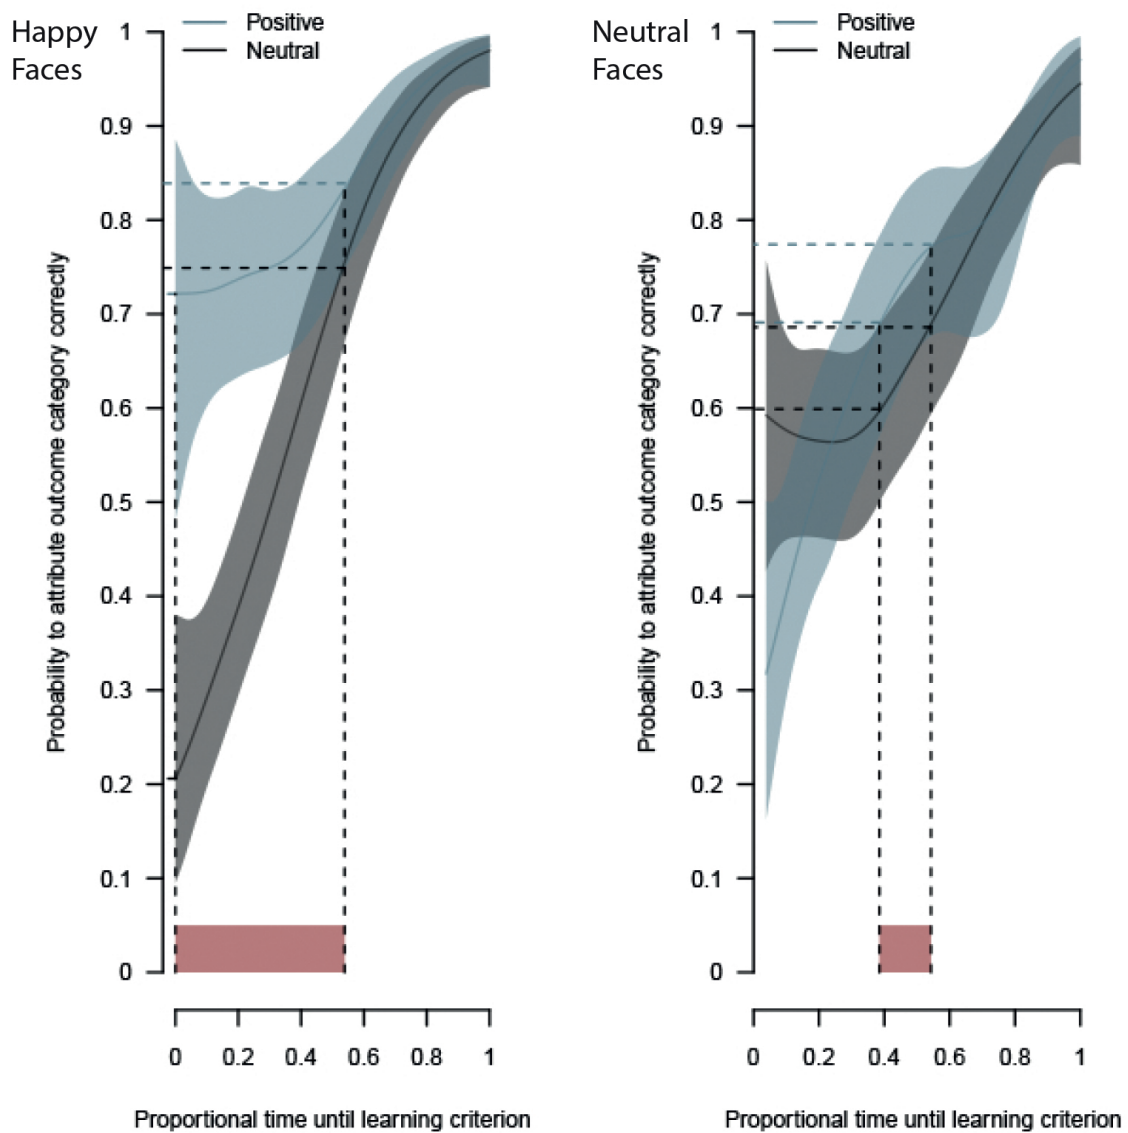 Happy
Faces
Positive
Neutral
1
0.9
0.8
0.7
0.6
0.5
0.4
0.3
0.2
0.1
0
Probability to attribute outcome category correctly
0 0.2 0.4 0.6 0.8 1
Proportional time until learning criterion
Neutral
Faces
Positive
Neutral
1
0.9
0.8
0.7
0.6
0.5
0.4
0.3
0.2
0.1
0
Probability to attribute outcome category correctly
0 0.2 0.4 0.6 0.8 1
Proportional time until learning criterion